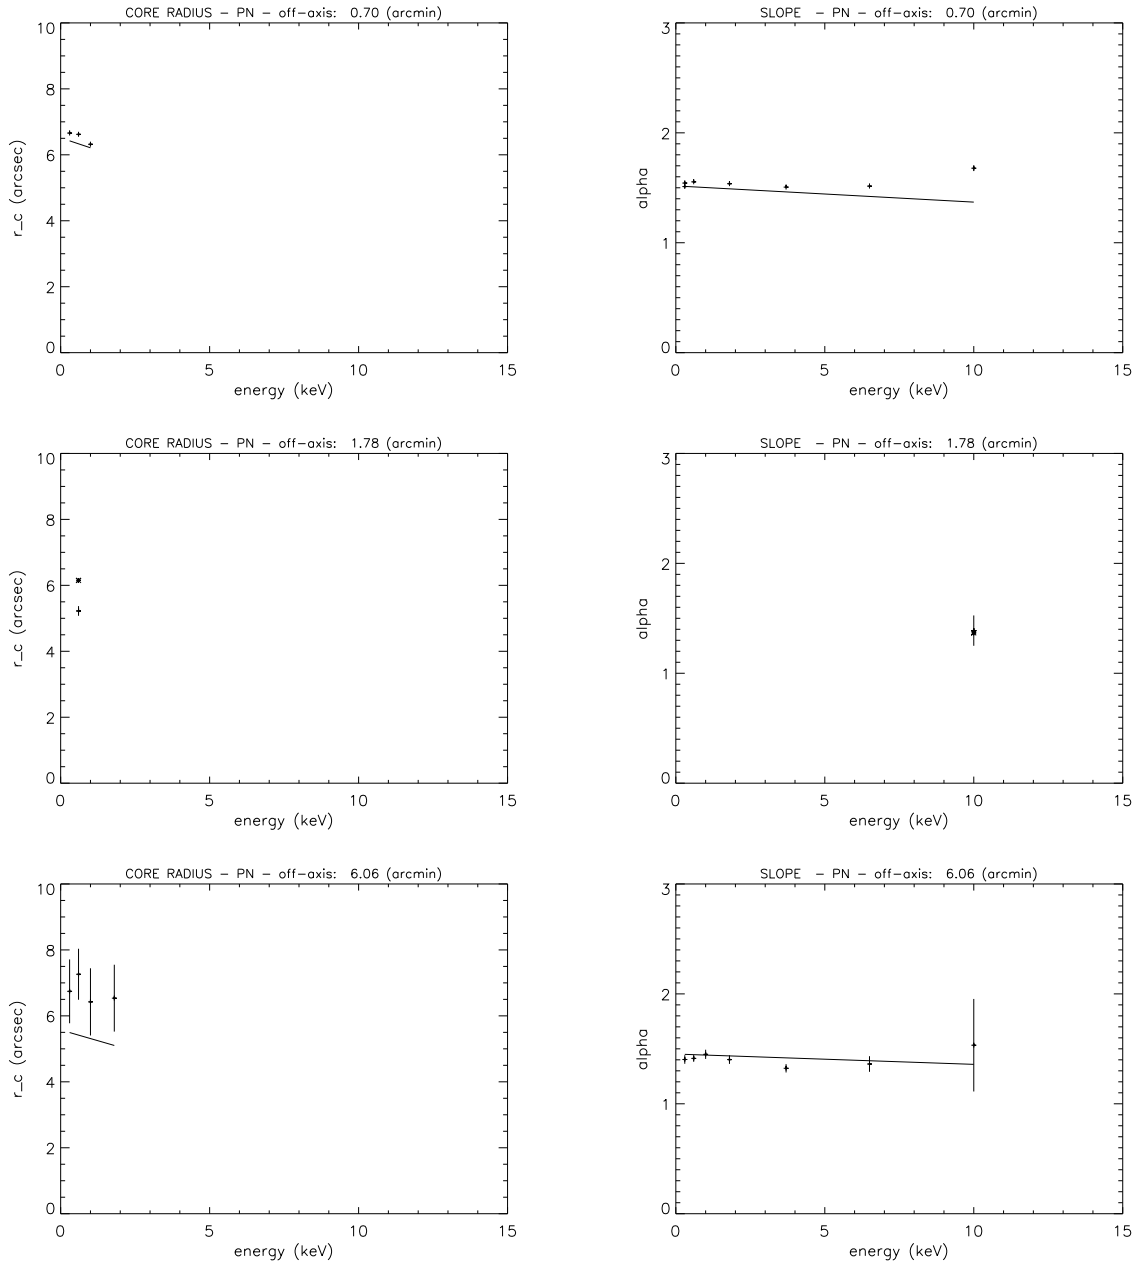 CORE RADIUS - PN - off-axis: 0.70 (arcmin)
10
8
6
4
2
0
r_c (arcsec)
0 5 10 15
energy (keV)
SLOPE - PN - off-axis: 0.70 (arcmin)
3
2
1
0
alpha
0 5 10 15
energy (keV)
CORE RADIUS - PN - off-axis: 1.78 (arcmin)
10
8
6
4
2
0
r_c (arcsec)
0 5 10 15
energy (keV)
SLOPE - PN - off-axis: 1.78 (arcmin)
3
2
1
0
alpha
0 5 10 15
energy (keV)
CORE RADIUS - PN - off-axis: 6.06 (arcmin)
10
8
6
4
2
0
r_c (arcsec)
0 5 10 15
energy (keV)
SLOPE - PN - off-axis: 6.06 (arcmin)
3
2
1
0
alpha
0 5 10 15
energy (keV)